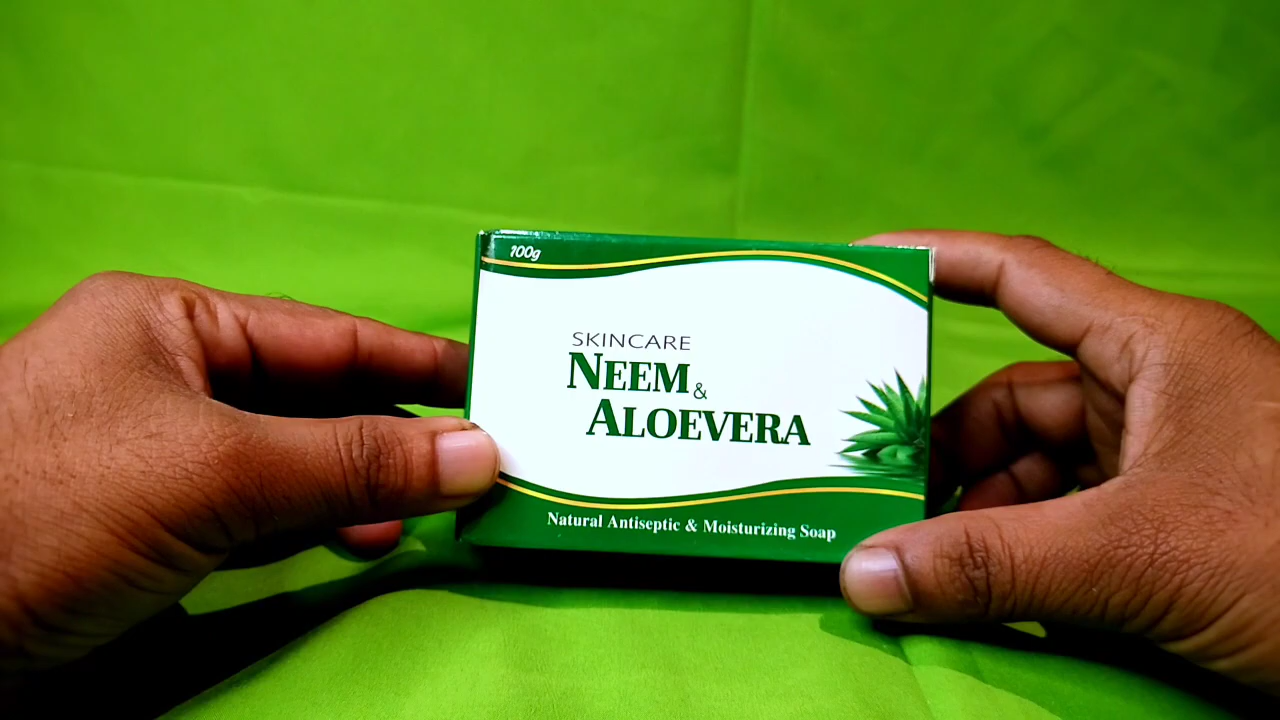 100g
SKINCARE
NEEM &
ALOEVERA
Natural Antiseptic & Moisturizing Soap